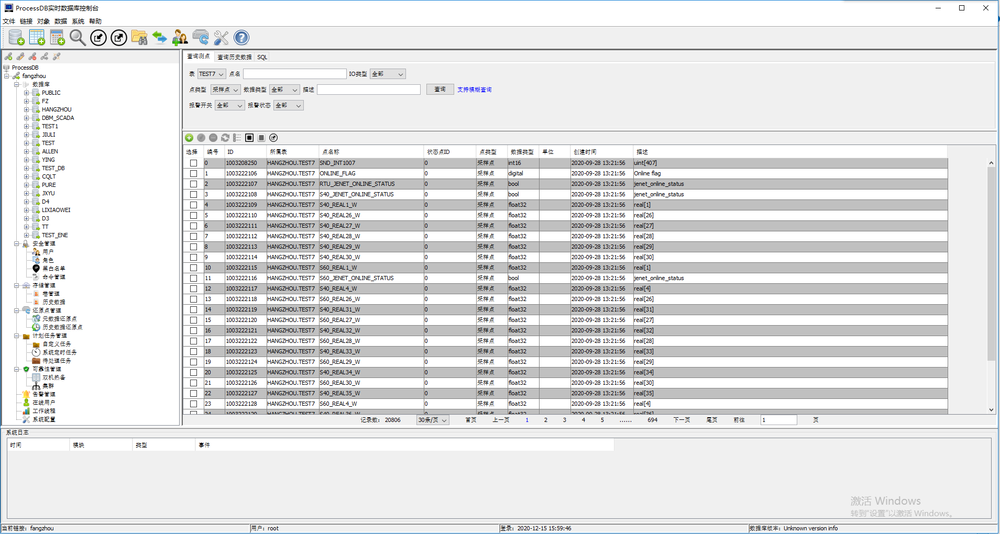 ProcessDB实时数据库控制台
文件 链接 对象 数据 系统 帮助
ProcessDB
fangzhou
数据库
PUBLIC
FZ
HANGZHOU
DBM_SCADA
TEST1
JIULI
TEST
ALLEN
YING
TEST_DB
CQLT
PURE
JXYU
D4
LIXIAOWEI
D3
TT
TEST_ENE
安全管理
用户
角色
黑白名单
命令管理
存储管理
卷管理
历史数据
还原点管理
元数据还原点
历史数据还原点
计划任务管理
自定义任务
系统定时任务
待处理任务
可靠性管理
双机热备
集群
告警管理
在线用户
工作线程
系统配置
查询测点 查询历史数据 SQL
表 TEST7 点名 IO类型 全部
点类型 采样点 数据类型 全部 描述 查询 支持模糊查询
报警开关 全部 报警状态 全部
选择 编号 ID 所属表 点名称 状态点ID 点类型 数据类型 单位 创建时间 描述
0 1003208250 HANGZHOU.TEST7 SND_INT1007 0 采样点 int16 2020-09-28 13:21:56 uint[407]
1 1003222106 HANGZHOU.TEST7 ONLINE_FLAG 0 采样点 digital 2020-09-28 13:21:56 Online flag
2 1003222107 HANGZHOU.TEST7 RTU_JENET_ONLINE_STATUS 0 采样点 bool 2020-09-28 13:21:56 jenet_online_status
3 1003222108 HANGZHOU.TEST7 S40_JENET_ONLINE_STATUS 0 采样点 bool 2020-09-28 13:21:56 jenet_online_status
4 1003222109 HANGZHOU.TEST7 S40_REAL1_W 0 采样点 float32 2020-09-28 13:21:56 real[1]
5 1003222110 HANGZHOU.TEST7 S40_REAL26_W 0 采样点 float32 2020-09-28 13:21:56 real[26]
6 1003222111 HANGZHOU.TEST7 S40_REAL27_W 0 采样点 float32 2020-09-28 13:21:56 real[27]
7 1003222112 HANGZHOU.TEST7 S40_REAL28_W 0 采样点 float32 2020-09-28 13:21:56 real[28]
8 1003222113 HANGZHOU.TEST7 S40_REAL29_W 0 采样点 float32 2020-09-28 13:21:56 real[29]
9 1003222114 HANGZHOU.TEST7 S40_REAL30_W 0 采样点 float32 2020-09-28 13:21:56 real[30]
10 1003222115 HANGZHOU.TEST7 S60_REAL1_W 0 采样点 float32 2020-09-28 13:21:56 real[1]
11 1003222116 HANGZHOU.TEST7 S60_JENET_ONLINE_STATUS 0 采样点 bool 2020-09-28 13:21:56 jenet_online_status
12 1003222117 HANGZHOU.TEST7 S40_REAL4_W 0 采样点 float32 2020-09-28 13:21:56 real[4]
13 1003222118 HANGZHOU.TEST7 S60_REAL26_W 0 采样点 float32 2020-09-28 13:21:56 real[26]
14 1003222119 HANGZHOU.TEST7 S40_REAL31_W 0 采样点 float32 2020-09-28 13:21:56 real[31]
15 1003222120 HANGZHOU.TEST7 S60_REAL27_W 0 采样点 float32 2020-09-28 13:21:56 real[27]
16 1003222121 HANGZHOU.TEST7 S40_REAL32_W 0 采样点 float32 2020-09-28 13:21:56 real[32]
17 1003222122 HANGZHOU.TEST7 S60_REAL28_W 0 采样点 float32 2020-09-28 13:21:56 real[28]
18 1003222123 HANGZHOU.TEST7 S40_REAL33_W 0 采样点 float32 2020-09-28 13:21:56 real[33]
19 1003222124 HANGZHOU.TEST7 S60_REAL29_W 0 采样点 float32 2020-09-28 13:21:56 real[29]
20 1003222125 HANGZHOU.TEST7 S40_REAL34_W 0 采样点 float32 2020-09-28 13:21:56 real[34]
21 1003222126 HANGZHOU.TEST7 S60_REAL30_W 0 采样点 float32 2020-09-28 13:21:56 real[30]
22 1003222127 HANGZHOU.TEST7 S40_REAL35_W 0 采样点 float32 2020-09-28 13:21:56 real[35]
23 1003222128 HANGZHOU.TEST7 S60_REAL4_W 0 采样点 float32 2020-09-28 13:21:56 real[4]
记录数： 20806 30条/页 首页 上一页 1 2 3 4 5 ...... 694 下一页 尾页 前往 1 页
系统日志
时间 模块 类型 事件
激活 Windows
转到“设置”以激活 Windows。
当前链接：fangzhou 用户：root 登录：2020-12-15 15:59:46 数据库版本：Unknown version info